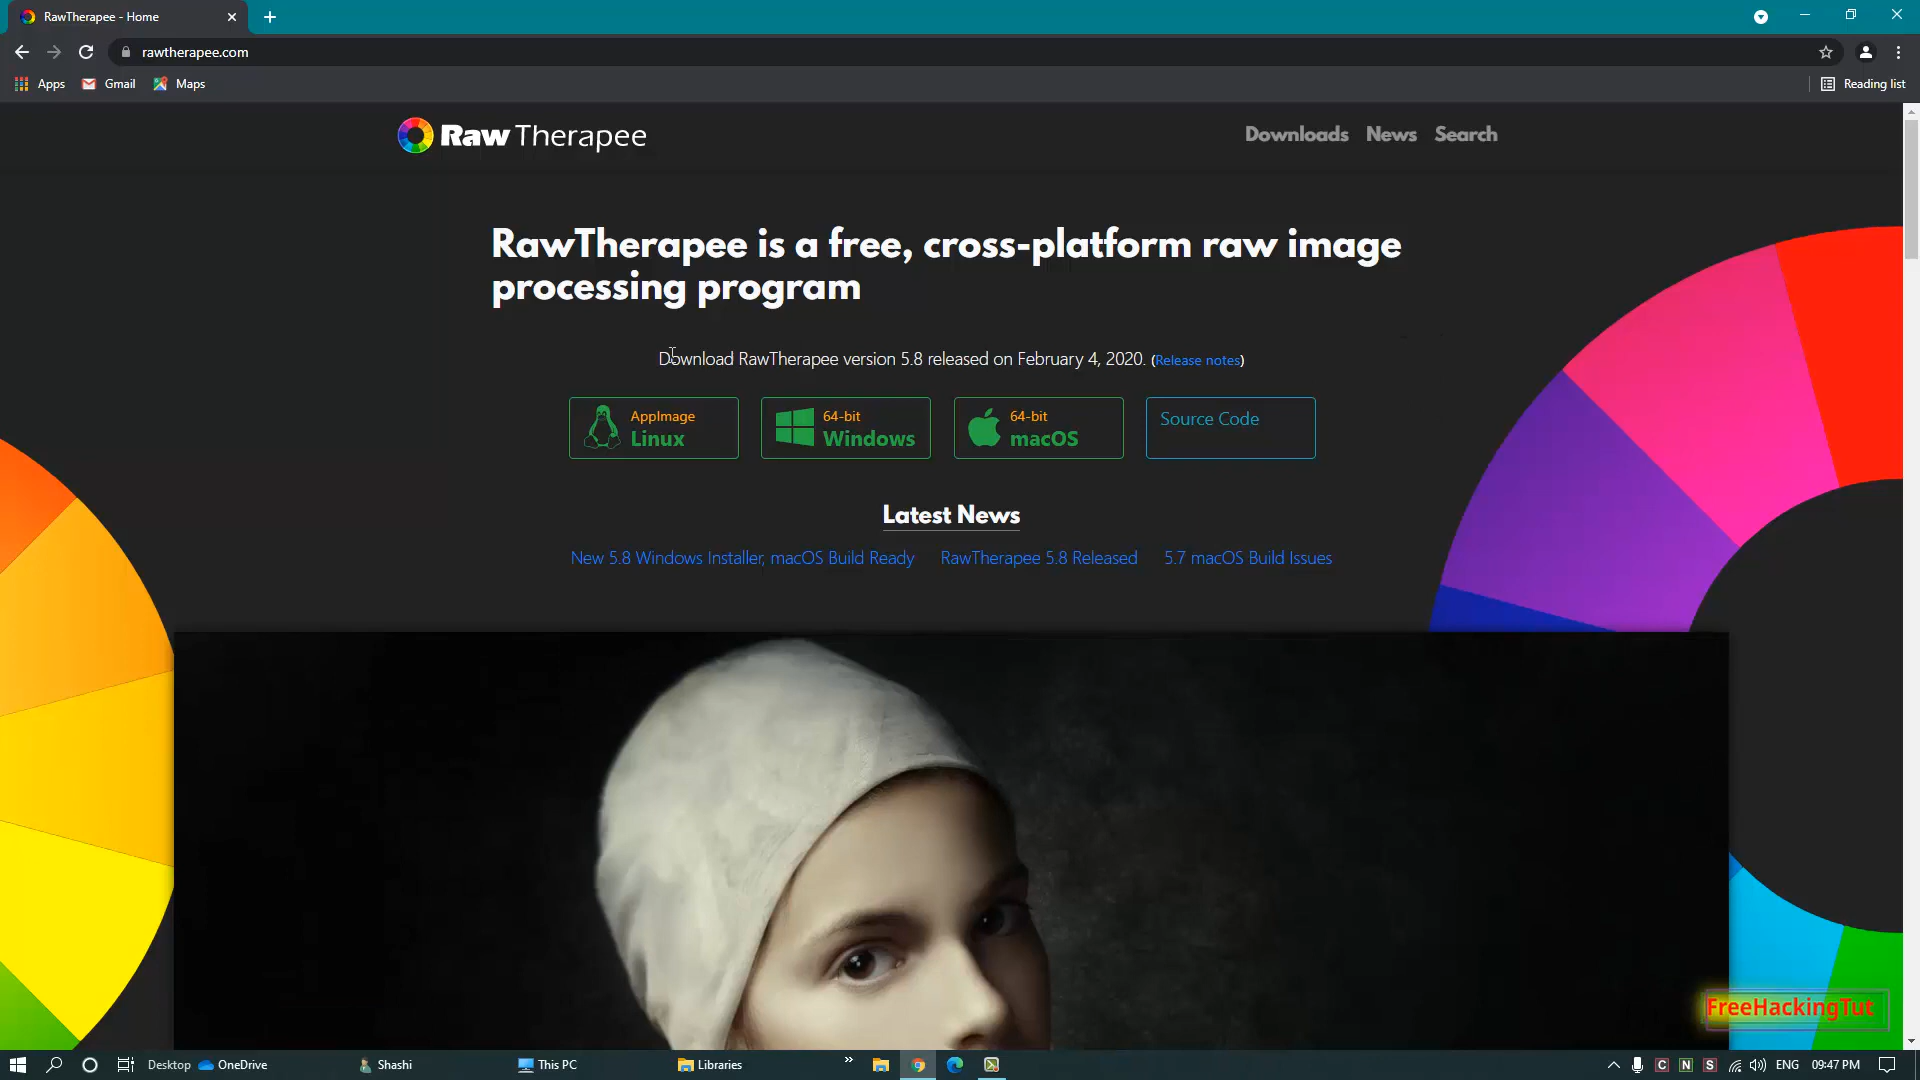 RawTherapee - Home
rawtherapee.com
Apps
Gmail
Maps
Reading list
RawTherapee
Downloads
News
Search
RawTherapee is a free, cross-platform raw image
processing program
Download RawTherapee version 5.8 released on February 4, 2020. (Release notes)
AppImage
Linux
64-bit
Windows
64-bit
macOS
Source Code
Latest News
New 5.8 Windows Installer, macOS Build Ready
RawTherapee 5.8 Released
5.7 macOS Build Issues
FreeHackingTut
Desktop
OneDrive
Shashi
This PC
Libraries
»
C
N
S
ENG
09:47 PM